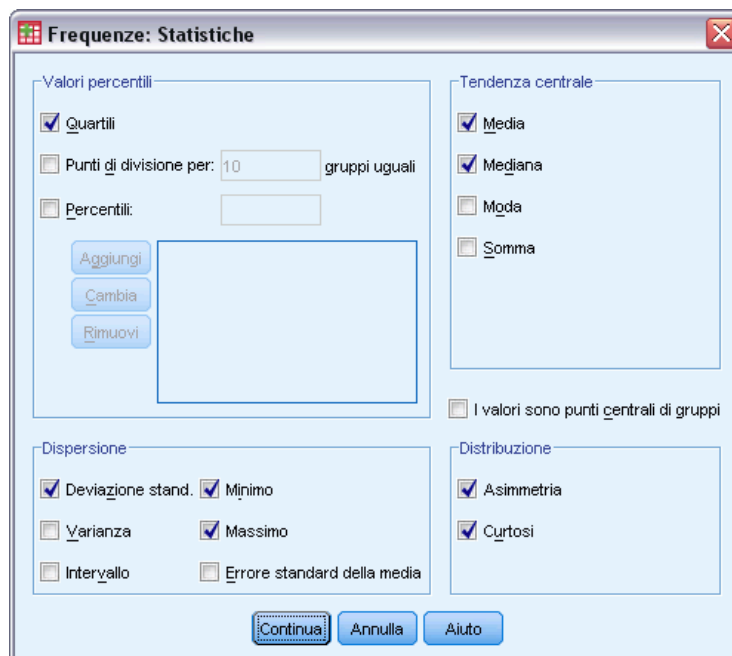 Frequenze: Statistiche
Valori percentili
Quartili
Punti di divisione per: 10 gruppi uguali
Percentili:
Aggiungi
Cambia
Rimuovi
Tendenza centrale
Media
Mediana
Moda
Somma
I valori sono punti centrali di gruppi
Dispersione
Deviazione stand.
Minimo
Varianza
Massimo
Intervallo
Errore standard della media
Distribuzione
Asimmetria
Curtosi
Continua
Annulla
Aiuto